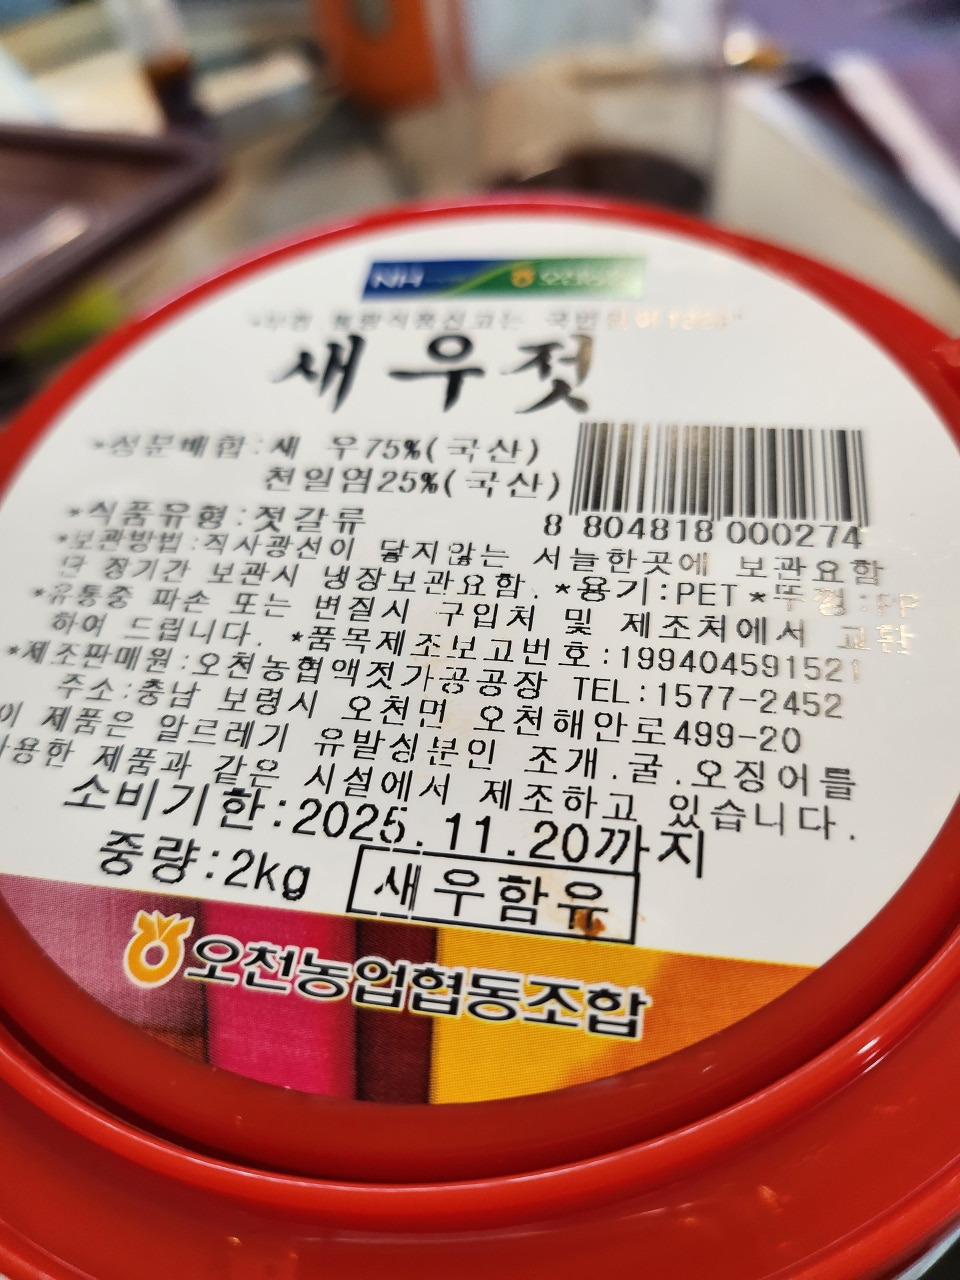 NH
새우젓
*성분배합:새 우75%(국산)
천일염25%(국산)
8 804818 000274
*식품유형:젓갈류
*보관방법:직사광선이 닿지않는 서늘한곳에 보관요함
단 장기간 보관시 냉장보관요함. *용기:PET*뚜껑:PP
*유통중 파손 또는 변질시 구입처 및 제조처에서 교환
하여 드립니다. *품목제조보고번호:199404591521
*제조판매원:오천농협액젓가공공장 TEL:1577-2452
주소:충남 보령시 오천면 오천해안로499-20
이 제품은 알르레기 유발성분인 조개.굴.오징어를
사용한 제품과 같은 시설에서 제조하고 있습니다.
소비기한:2025.11.20까지
중량:2kg 새우함유
오천농업협동조합